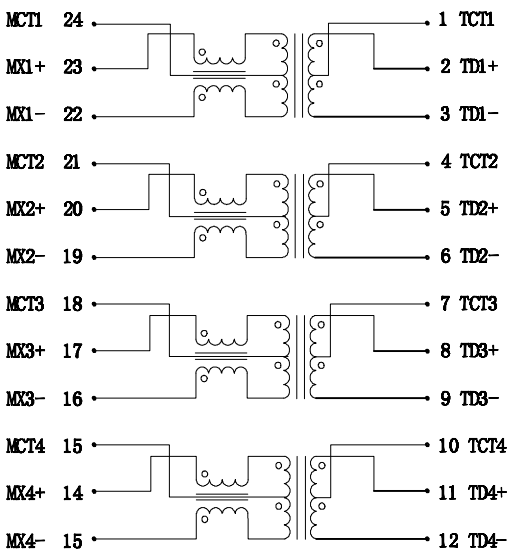 MCT1 24 1 TCT1
MX1+ 23 2 TD1+
MX1- 22 3 TD1-
MCT2 21 4 TCT2
MX2+ 20 5 TD2+
MX2- 19 6 TD2-
MCT3 18 7 TCT3
MX3+ 17 8 TD3+
MX3- 16 9 TD3-
MCT4 15 10 TCT4
MX4+ 14 11 TD4+
MX4- 15 12 TD4-